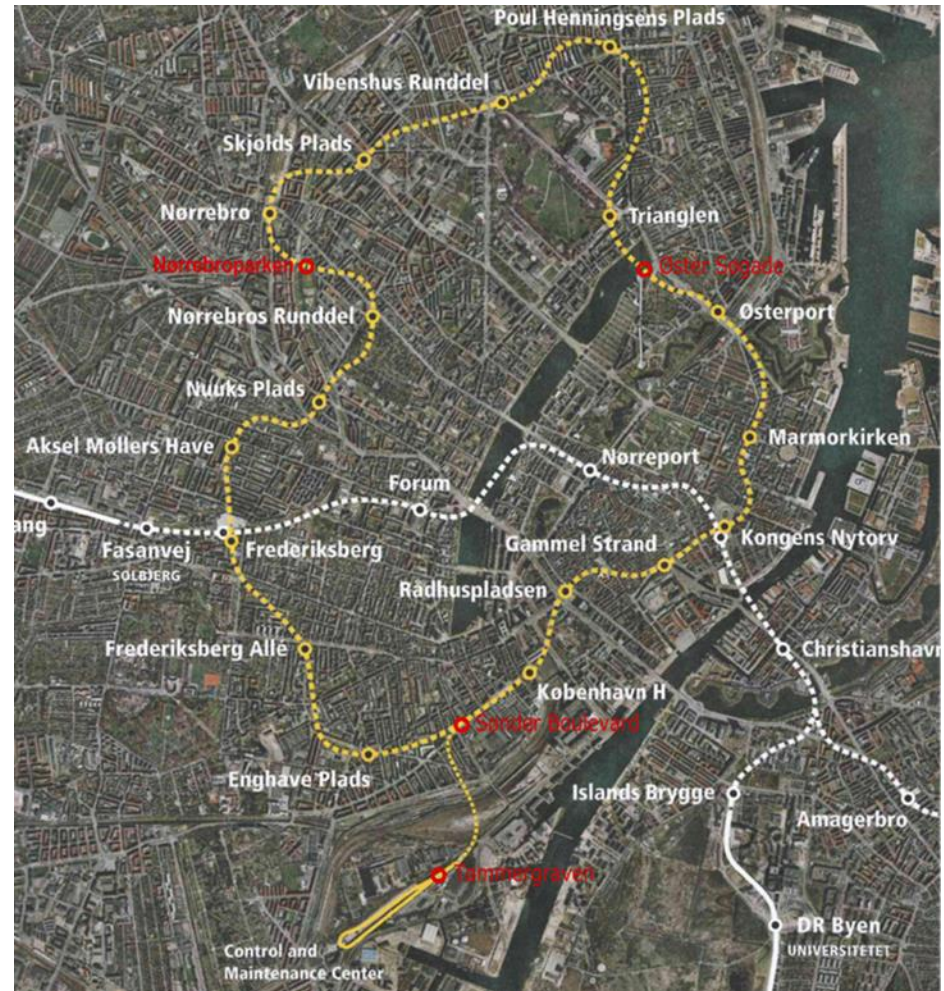 Poul Henningsens Plads
Vibenshus Runddel
Skjolds Plads
Nørrebro
Trianglen
Nørrebroparken
Øster Søgade
Nørrebros Runddel
Østerport
Nuuks Plads
Aksel Møllers Have
Marmorkirken
Nørreport
Forum
ang
Fasanvej
SOLBJERG
Frederiksberg
Gammel Strand
Kongens Nytorv
Rådhuspladsen
Frederiksberg Allé
Christianshavn
København H
Sønder Boulevard
Enghave Plads
Islands Brygge
Amagerbro
Tømmergraven
DR Byen
UNIVERSITETET
Control and
Maintenance Center